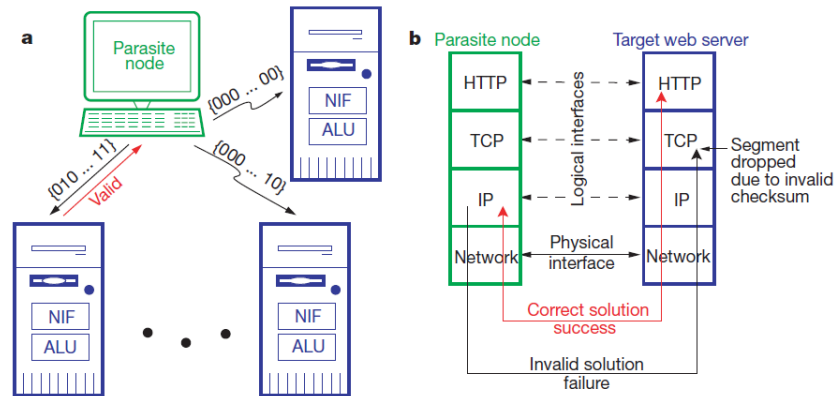 a
Parasite
node
{000 ... 00}
NIF
ALU
{010 ... 11}
Valid
{000 ... 10}
NIF
ALU
NIF
ALU
b
Parasite node
Target web server
HTTP
HTTP
TCP
TCP
Logical interfaces
Segment
dropped
due to invalid
checksum
IP
IP
Network
Physical
interface
Network
Correct solution
success
Invalid solution
failure